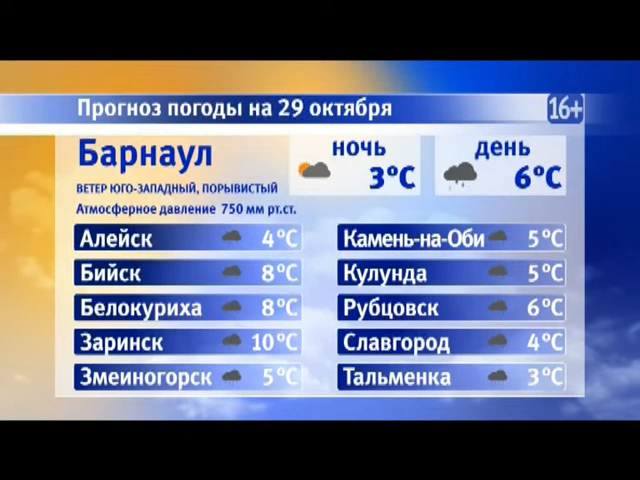 Прогноз погоды на 29 октября 16+
Барнаул
ночь
3°C
день
6°C
ВЕТЕР ЮГО-ЗАПАДНЫЙ, ПОРЫВИСТЫЙ
Атмосферное давление 750 мм рт.ст.
Алейск 4°C
Бийск 8°C
Белокуриха 8°C
Заринск 10°C
Змеиногорск 5°C
Камень-на-Оби 5°C
Кулунда 5°C
Рубцовск 6°C
Славгород 4°C
Тальменка 3°C